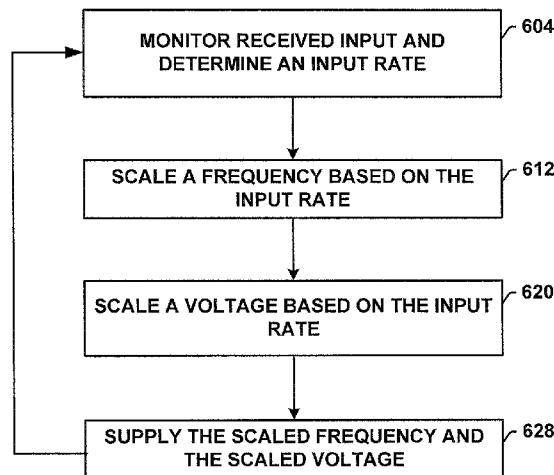 MONITOR RECEIVED INPUT AND
DETERMINE AN INPUT RATE
604
SCALE A FREQUENCY BASED ON THE
INPUT RATE
612
SCALE A VOLTAGE BASED ON THE INPUT
RATE
620
SUPPLY THE SCALED FREQUENCY AND
THE SCALED VOLTAGE
628